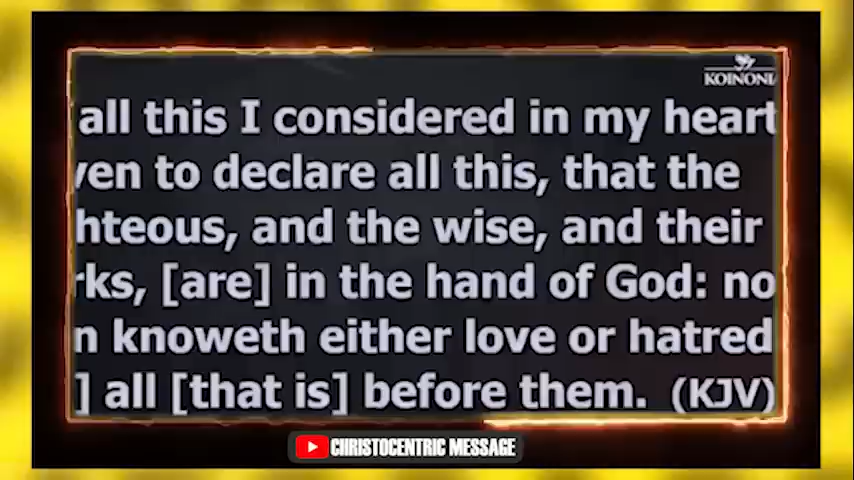 KOINONI
all this I considered in my heart
ven to declare all this, that the
hteous, and the wise, and their
rks, [are] in the hand of God: no
n knoweth either love or hatred
] all [that is] before them. (KJV)
CHRISTOCENTRIC MESSAGE